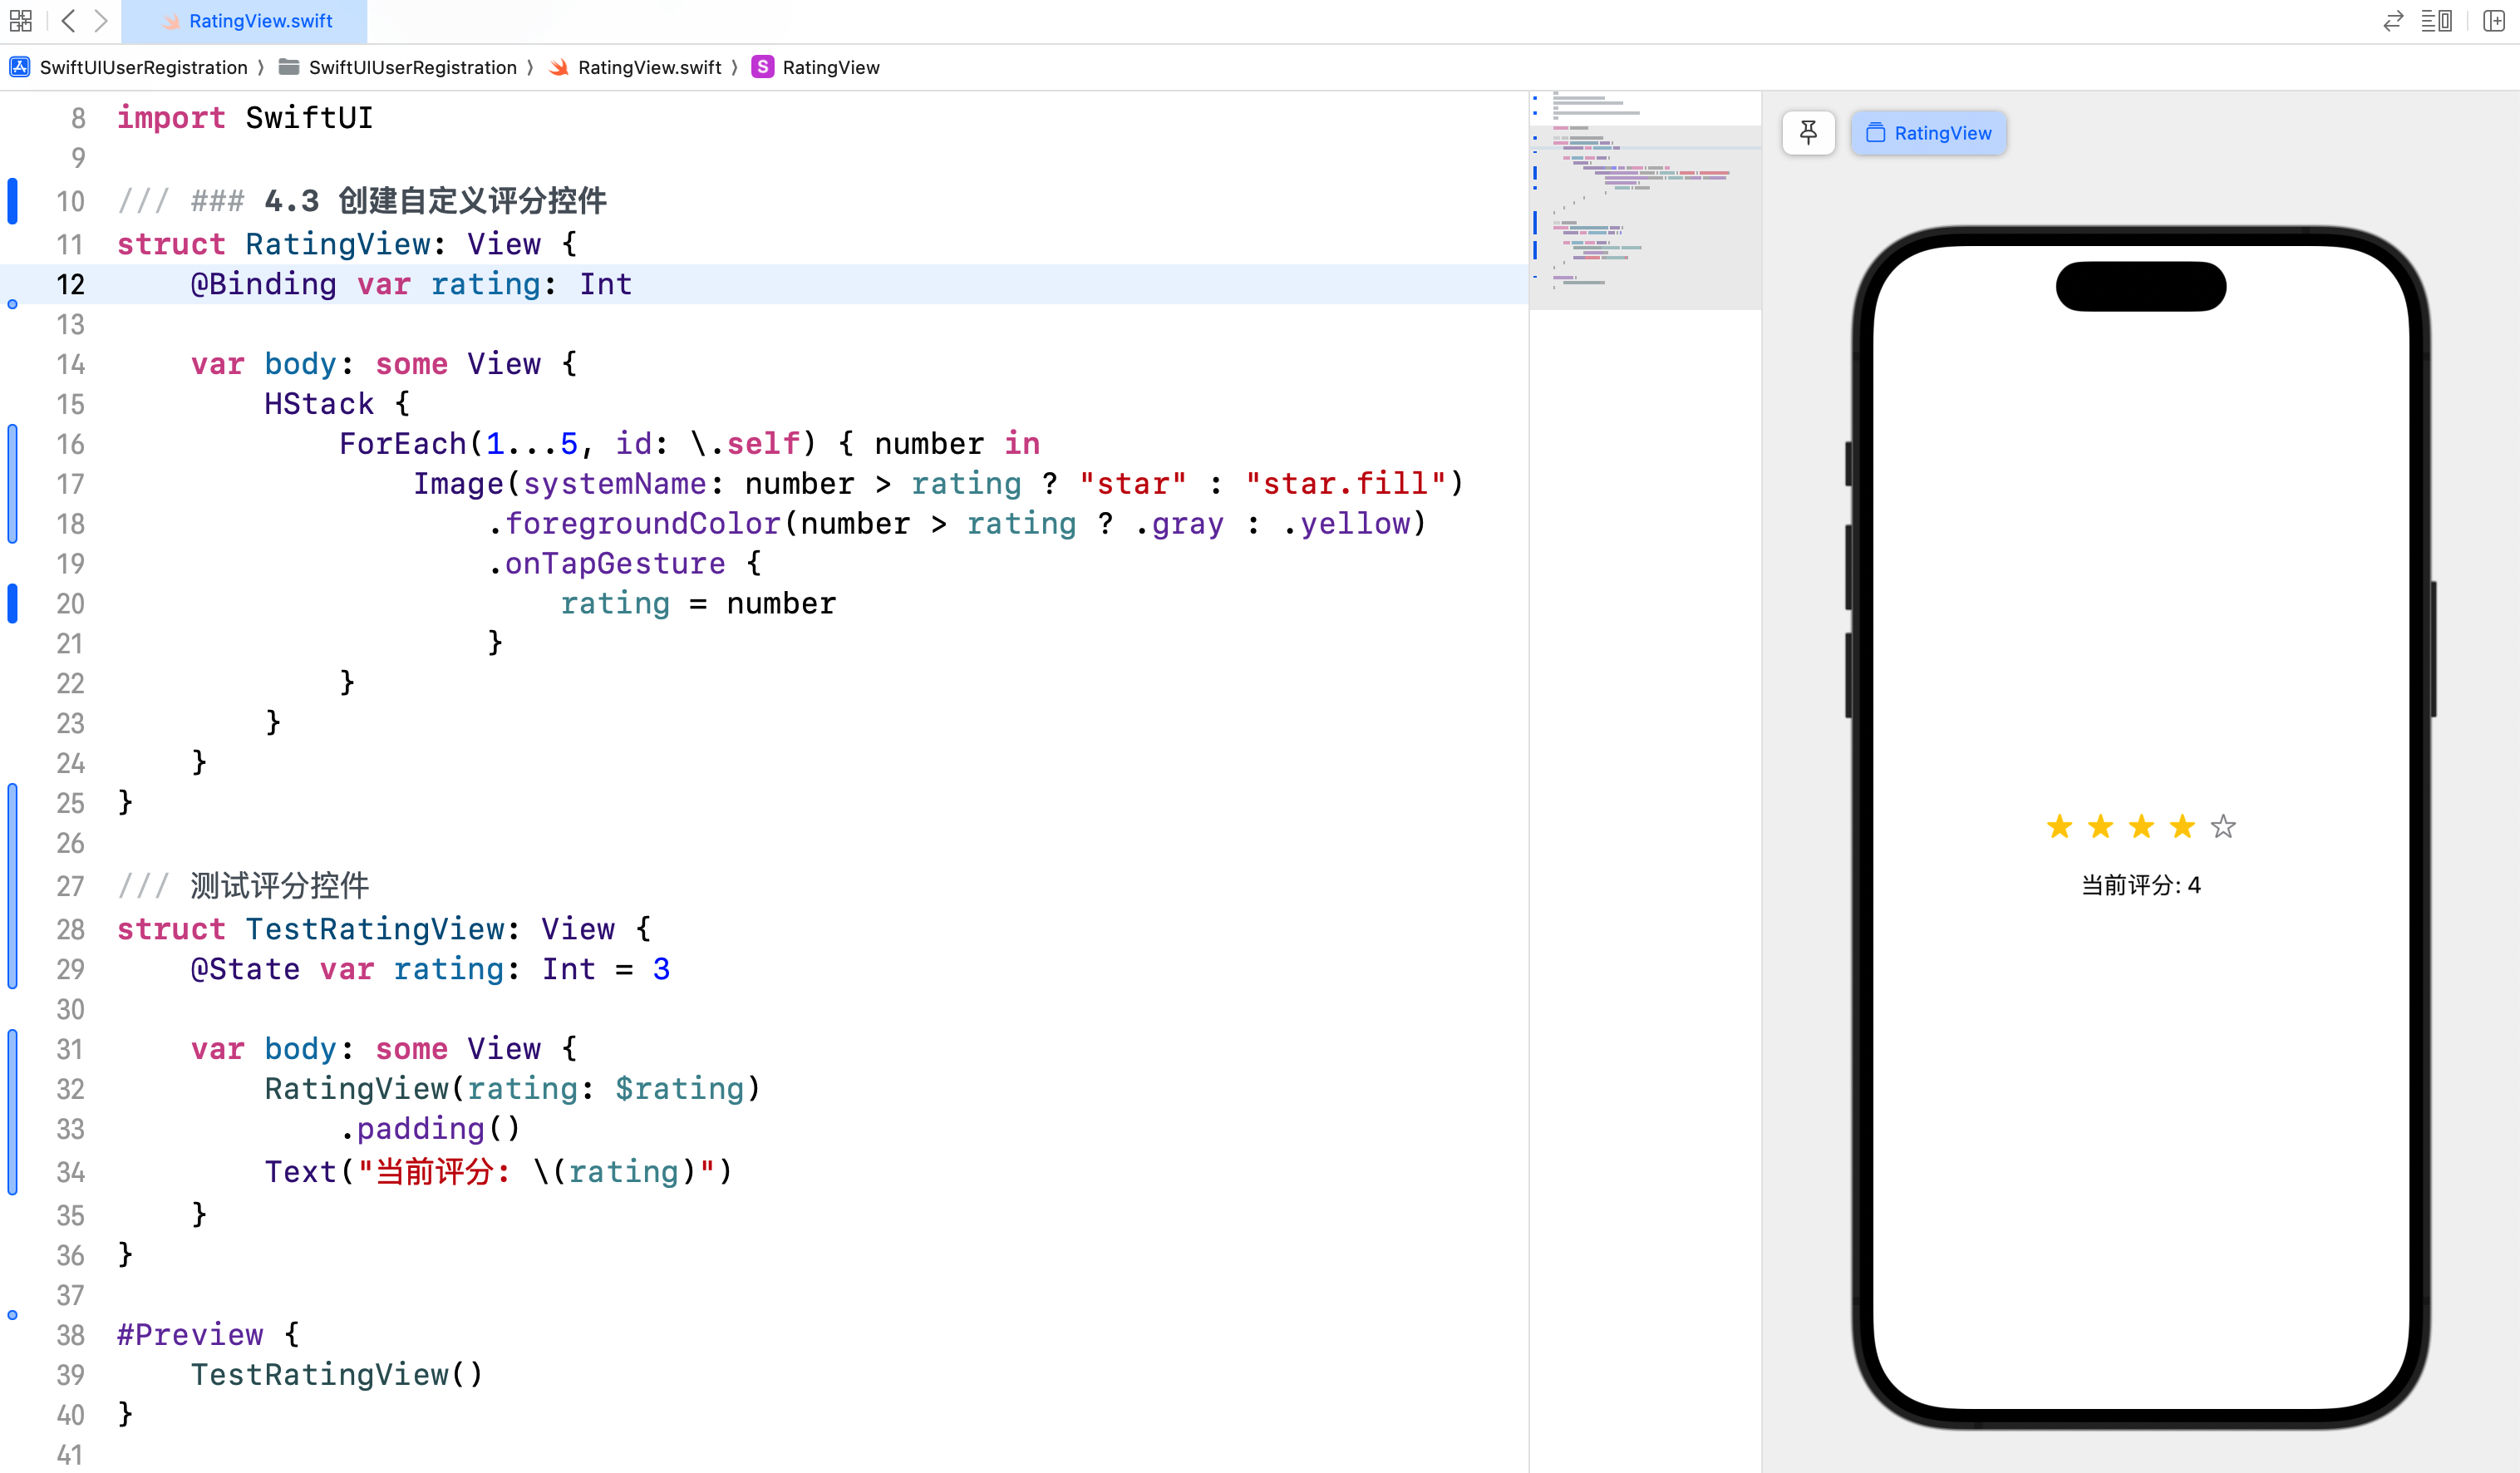 RatingView.swift
SwiftUIUserRegistration 〉 SwiftUIUserRegistration 〉 RatingView.swift 〉 S RatingView
8 import SwiftUI
9
10 /// ### 4.3 创建自定义评分控件
11 struct RatingView: View {
12     @Binding var rating: Int
13
14     var body: some View {
15         HStack {
16             ForEach(1...5, id: \.self) { number in
17                 Image(systemName: number > rating ? "star" : "star.fill")
18                     .foregroundColor(number > rating ? .gray : .yellow)
19                     .onTapGesture {
20                         rating = number
21                     }
22             }
23         }
24     }
25 }
26
27 /// 测试评分控件
28 struct TestRatingView: View {
29     @State var rating: Int = 3
30
31     var body: some View {
32         RatingView(rating: $rating)
33             .padding()
34         Text("当前评分: \(rating)")
35     }
36 }
37
38 #Preview {
39     TestRatingView()
40 }
41
RatingView
当前评分: 4